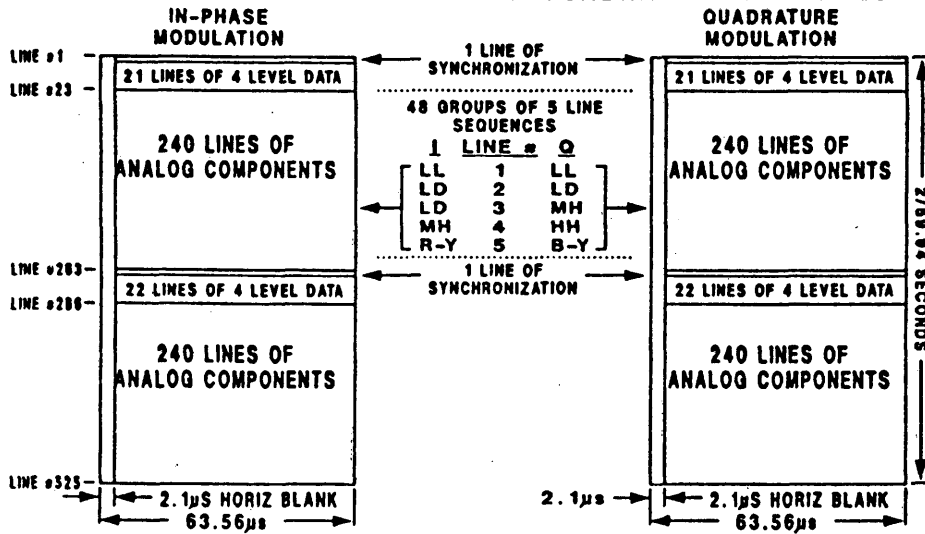 IN-PHASE
MODULATION
QUADRATURE
MODULATION
LINE #1
1 LINE OF
SYNCHRONIZATION
21 LINES OF 4 LEVEL DATA
21 LINES OF 4 LEVEL DATA
LINE #23
48 GROUPS OF 5 LINE
SEQUENCES
I LINE # Q
LL 1 LL
LD 2 LD
LD 3 MH
MH 4 HH
R-Y 5 B-Y
240 LINES OF
ANALOG COMPONENTS
240 LINES OF
ANALOG COMPONENTS
2/59.94 SECONDS
LINE #263
1 LINE OF
SYNCHRONIZATION
22 LINES OF 4 LEVEL DATA
22 LINES OF 4 LEVEL DATA
LINE #286
240 LINES OF
ANALOG COMPONENTS
240 LINES OF
ANALOG COMPONENTS
LINE #525
2.1µS HORIZ BLANK
63.56µs
2.1µs
2.1µS HORIZ BLANK
63.56µs